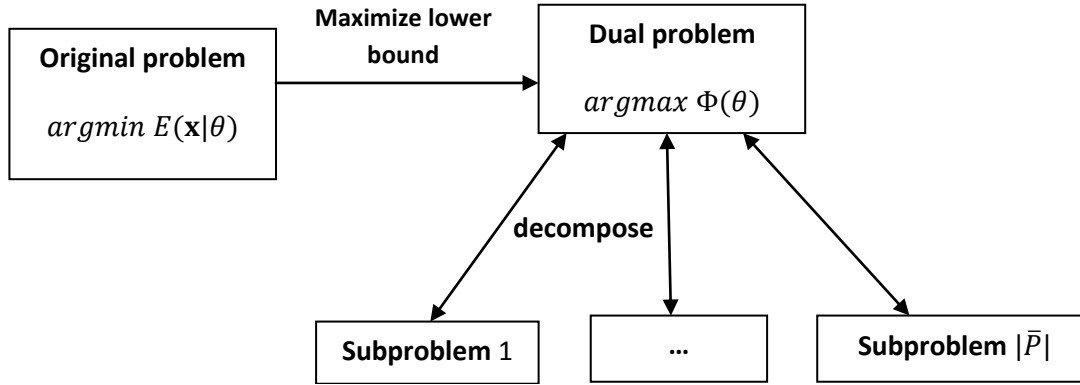 Maximize lower
bound
Original problem
argmin E(𝐱|θ)
Dual problem
argmax Φ(θ)
decompose
Subproblem 1
...
Subproblem |P̄|